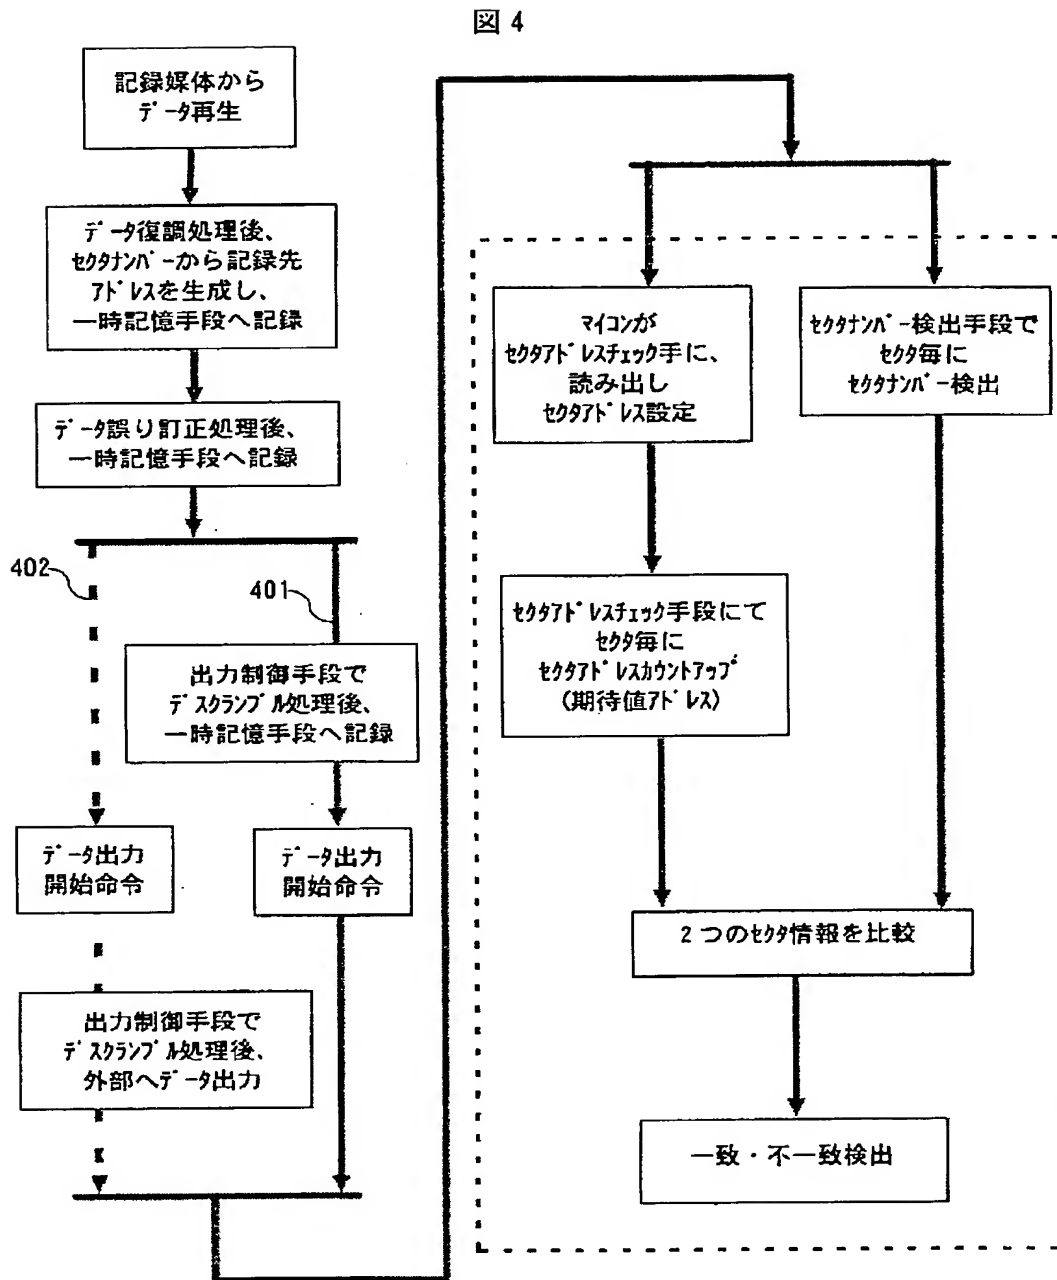 図 4
記録媒体から
データ再生
データ復調処理後、
セクタナンバーから記録先
アドレスを生成し、
一時記憶手段へ記録
データ誤り訂正処理後、
一時記憶手段へ記録
402
401
出力制御手段で
デスクランブル処理後、
一時記憶手段へ記録
データ出力
開始命令
データ出力
開始命令
出力制御手段で
デスクランブル処理後、
外部へデータ出力
マイコンが
セクタアドレスチェック手に、
読み出し
セクタアドレス設定
セクタナンバー検出手段で
セクタ毎に
セクタナンバー検出
セクタアドレスチェック手段にて
セクタ毎に
セクタアドレスカウントアップ
(期待値アドレス)
2つのセクタ情報を比較
一致・不一致検出